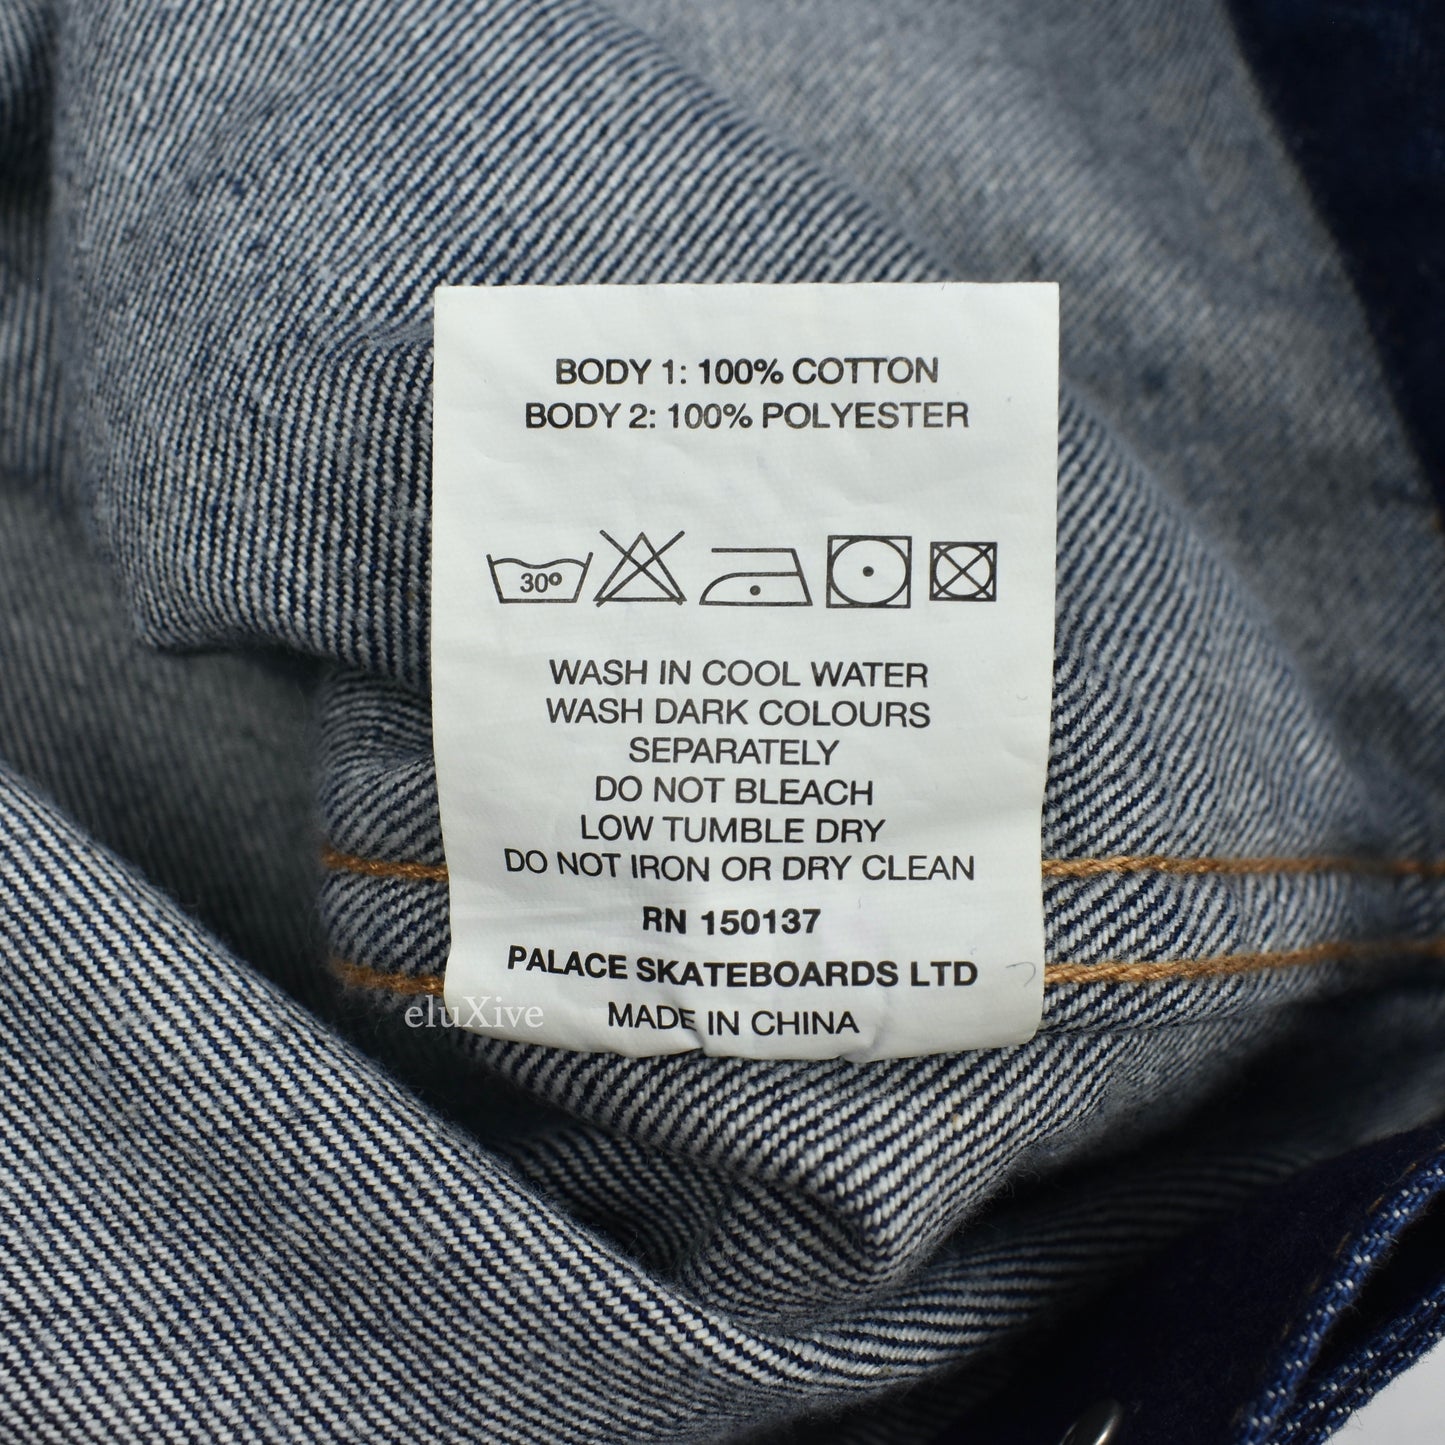 BODY 1: 100% COTTON
BODY 2: 100% POLYESTER
30º
WASH IN COOL WATER
WASH DARK COLOURS
SEPARATELY
DO NOT BLEACH
LOW TUMBLE DRY
DO NOT IRON OR DRY CLEAN
RN 150137
PALACE SKATEBOARDS LTD
MADE IN CHINA
eluXive